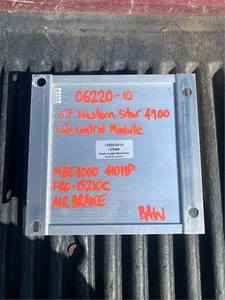 06220-10
07 Western Star 4900
Cab Control Module
MBE4000 410HP
FRO-15210C
AIR BRAKE
BAW